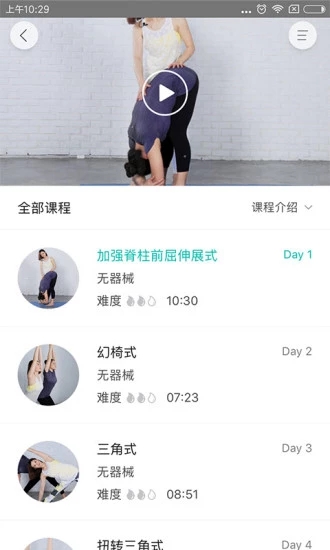 上午10:29
全部课程 课程介绍
加强脊柱前屈伸展式 Day 1
无器械
难度 10:30
幻椅式 Day 2
无器械
难度 07:23
三角式 Day 3
无器械
难度 08:51
扭转三角式 Day 4